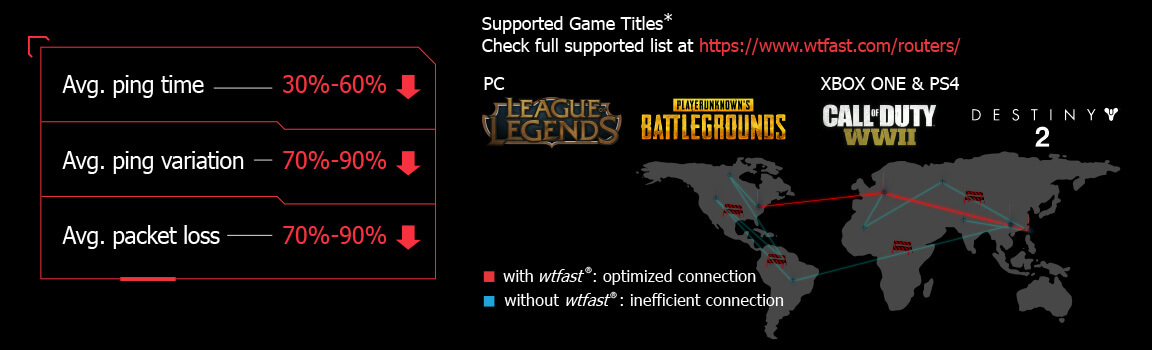 Avg. ping time 30%-60%
Avg. ping variation 70%-90%
Avg. packet loss 70%-90%
Supported Game Titles*
Check full supported list at https://www.wtfast.com/routers/
PC
LEAGUE OF
LEGENDS
PLAYERUNKNOWN'S
BATTLEGROUNDS
XBOX ONE & PS4
CALL OF DUTY
WWII
DESTINY
2
with wtfast®: optimized connection
without wtfast®: inefficient connection